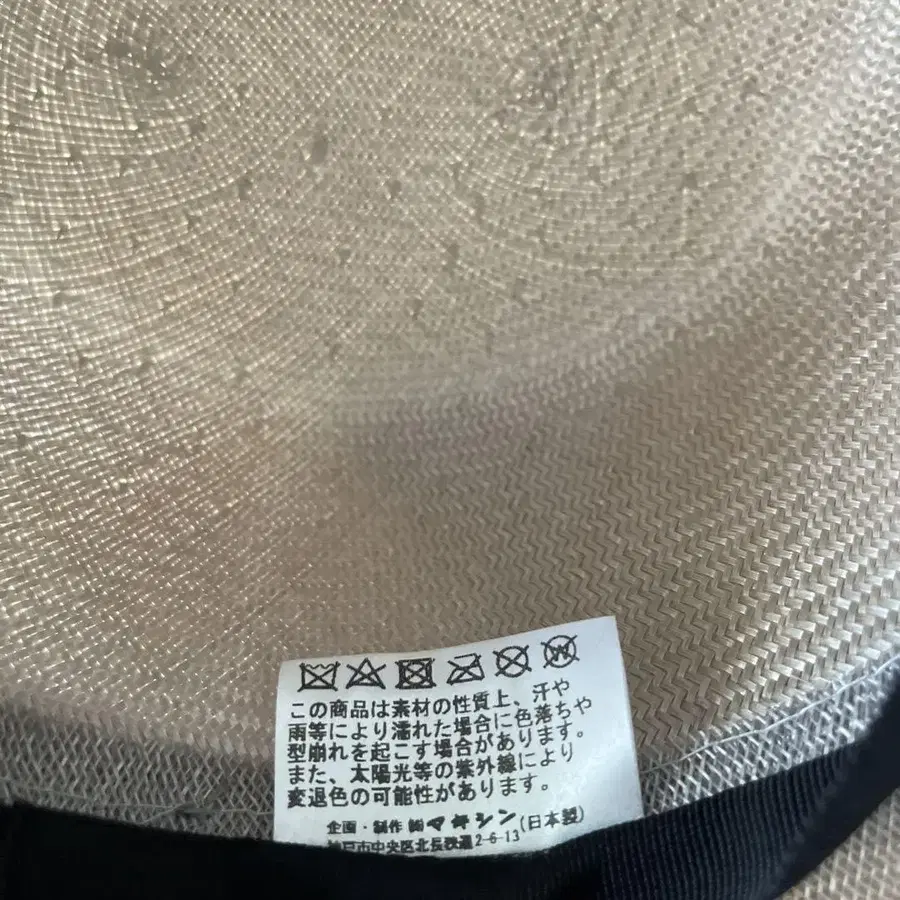 この商品は素材の性質上、汗や
雨等により濡れた場合に色落ちや
型崩れを起こす場合があります。
また、太陽光等の紫外線により
変退色の可能性があります。
企画・制作 ㈱マキシン(日本製)
神戸市中央区北長狭通2-6-13